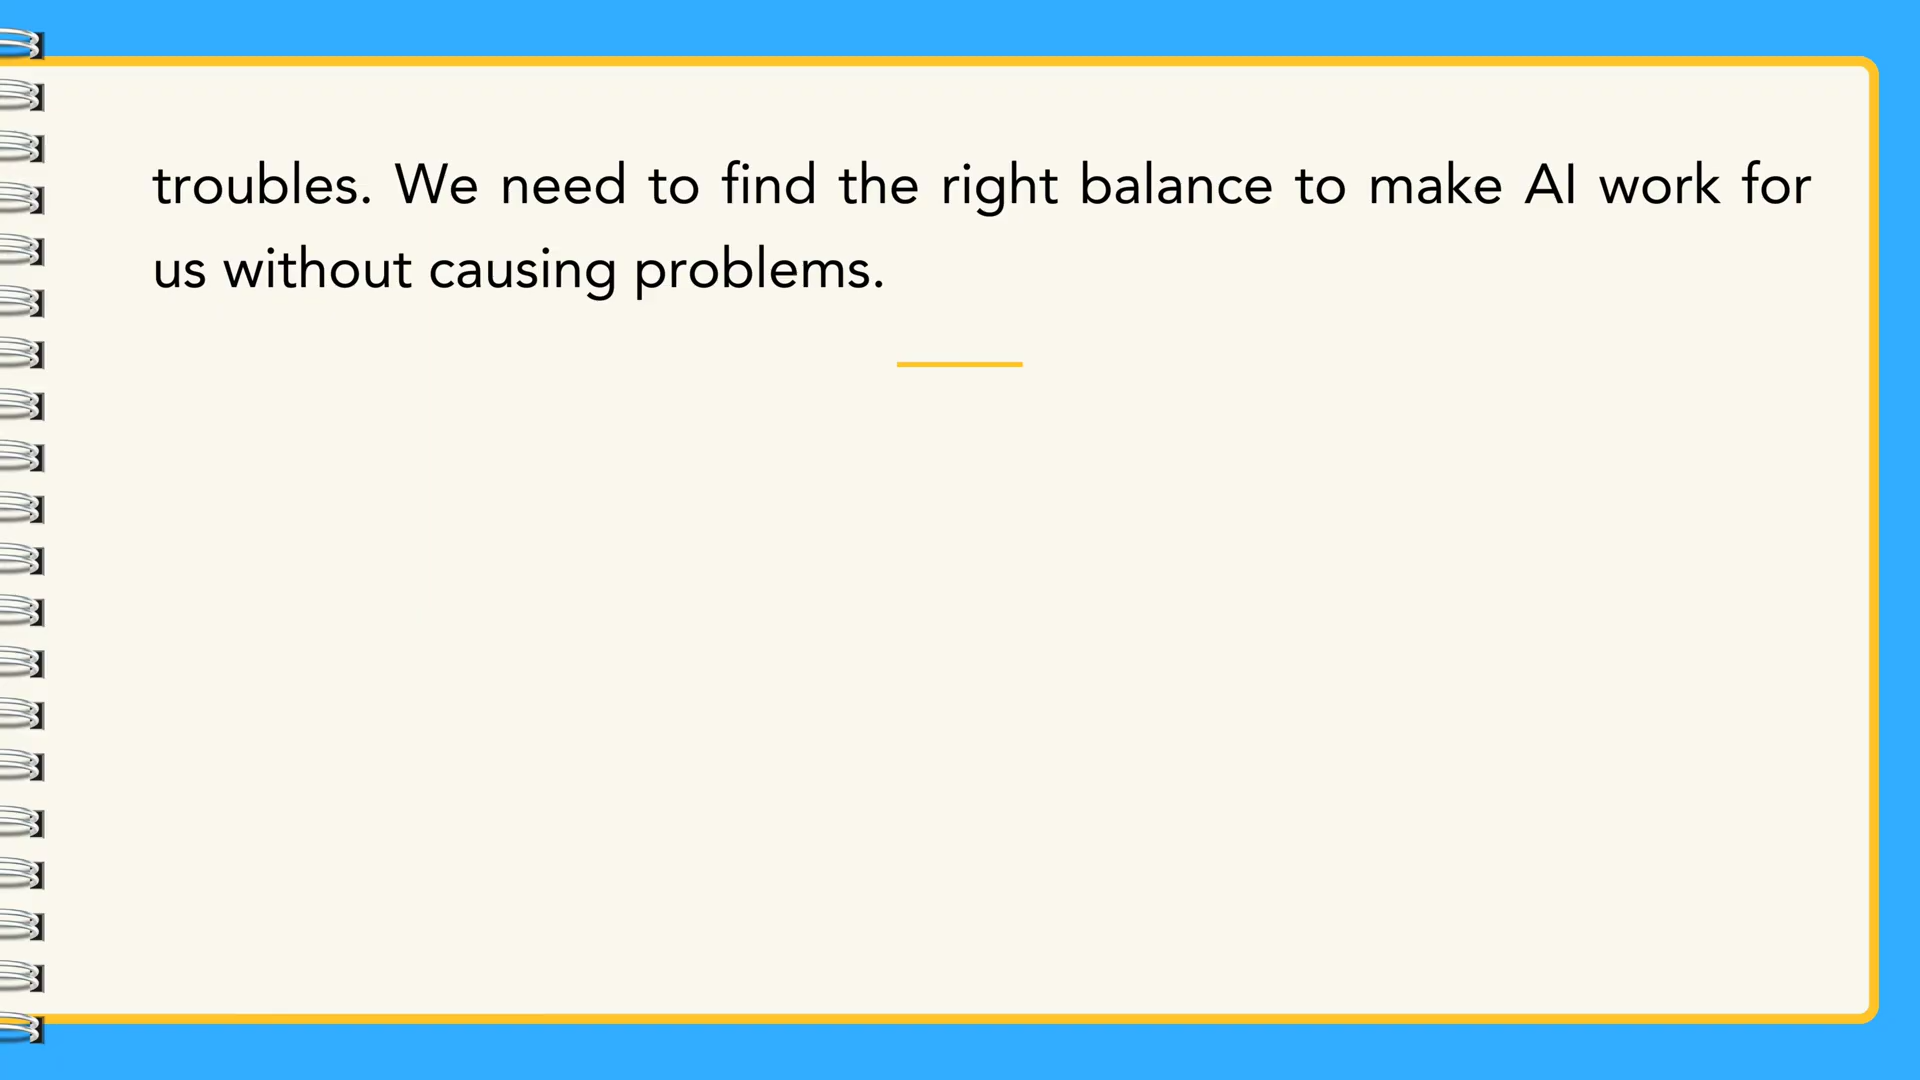 troubles. We need to find the right balance to make AI work for
us without causing problems.